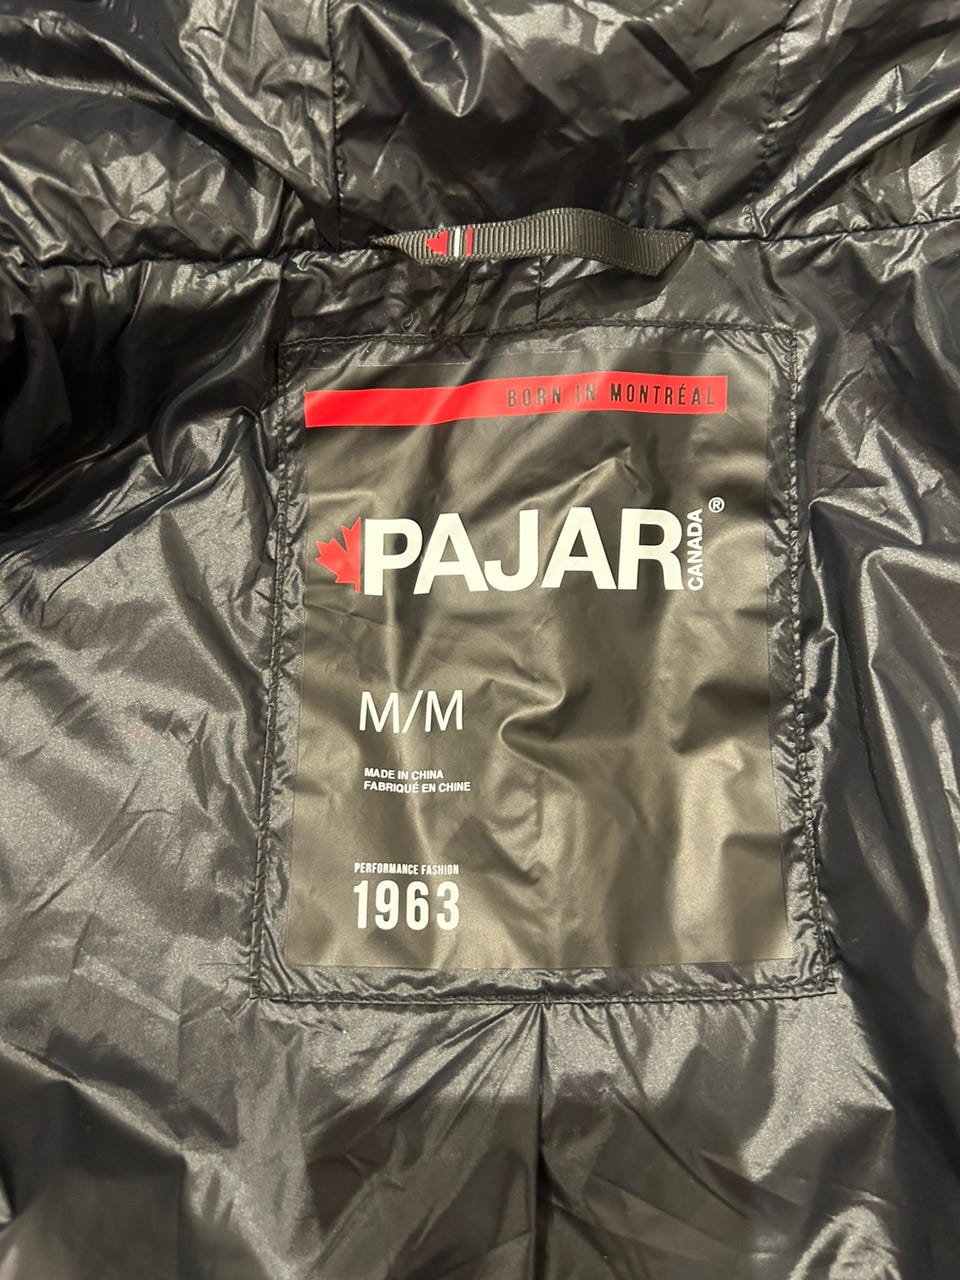 BORN IN MONTRÉAL
PAJAR CANADA®
M/M
MADE IN CHINA
FABRIQUÉ EN CHINE
PERFORMANCE FASHION
1963